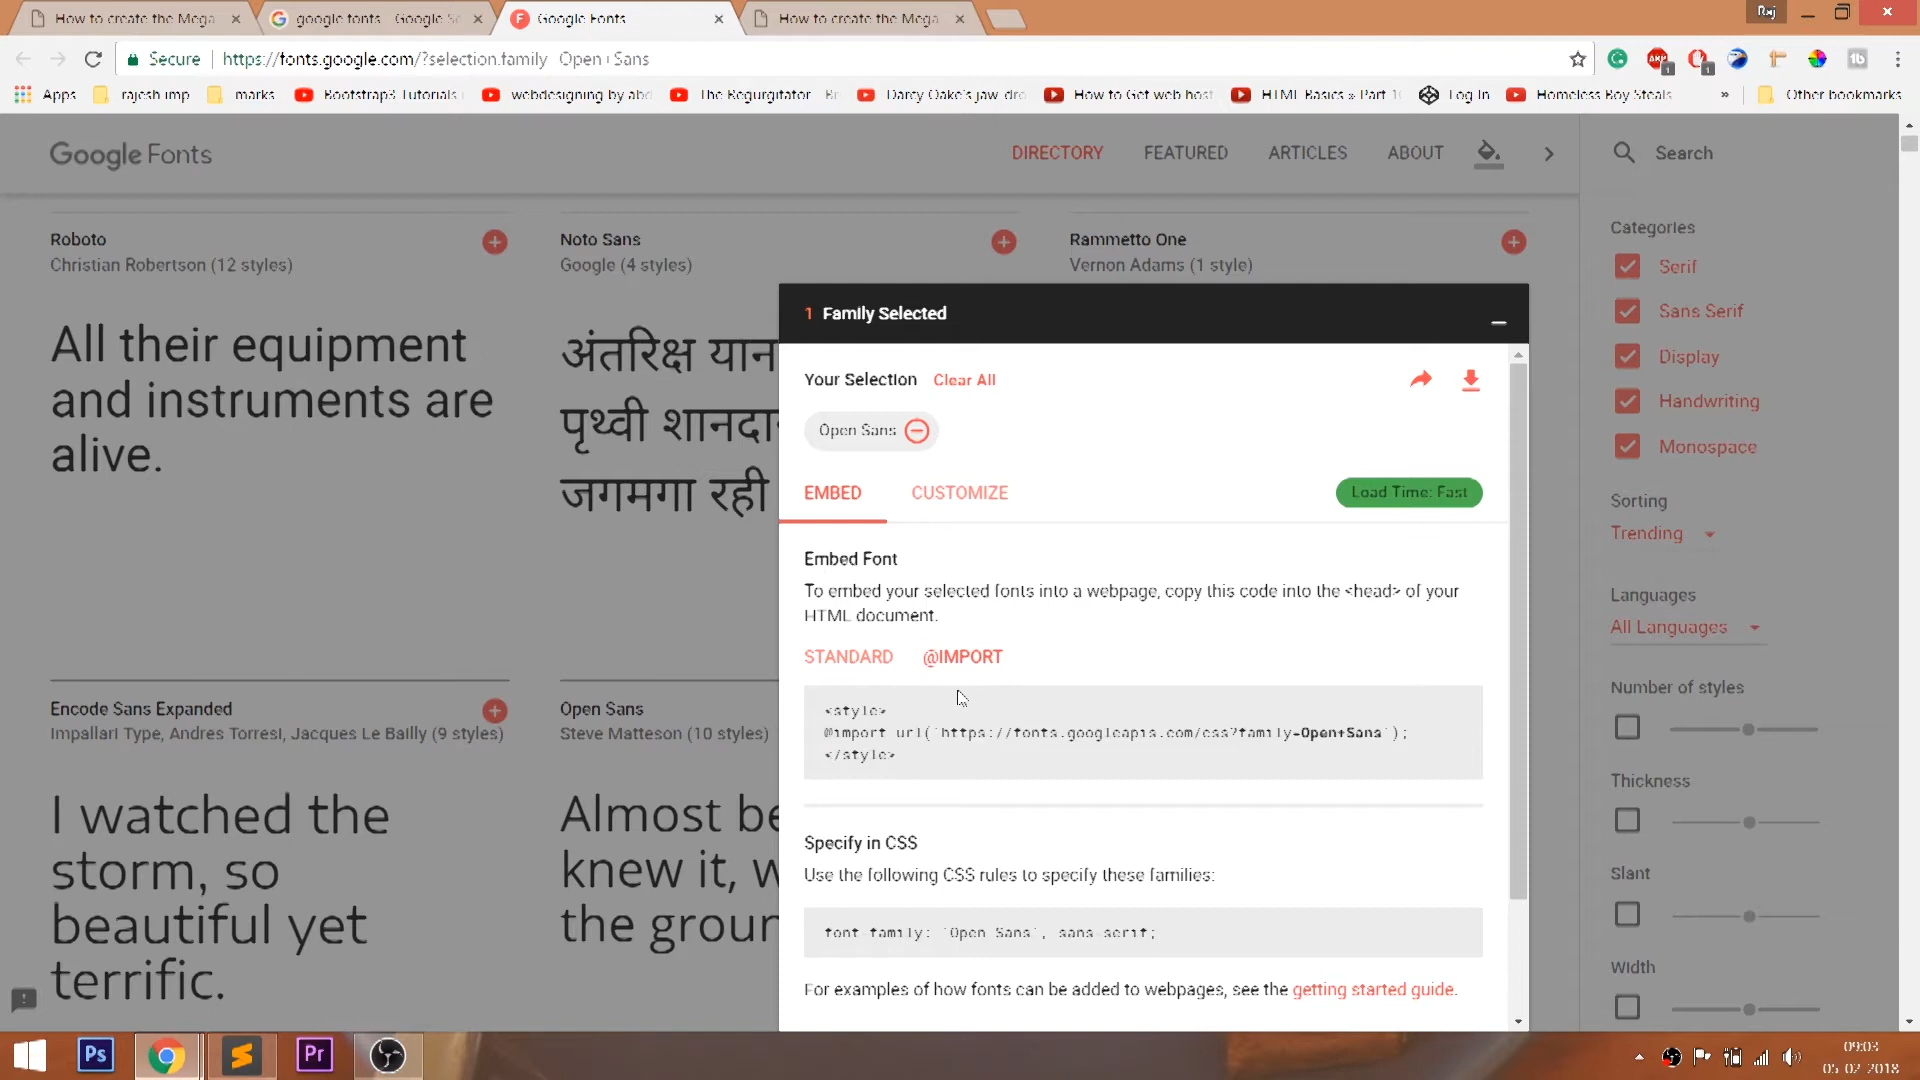 How to create the Mega
google fonts - Google Se
Google Fonts
How to create the Mega
Raj
Secure
https://fonts.google.com/?selection.family=Open+Sans
Apps
rajesh imp
marks
Bootstrap3 Tutorials
webdesigning by abd
The Regurgitator Br
Darcy Oake's jaw-dro
How to Get web host
HTML Basics » Part 1
Log In
Homeless Boy Steals
»
Other bookmarks
Google Fonts
DIRECTORY
FEATURED
ARTICLES
ABOUT
Search
Roboto
Christian Robertson (12 styles)
All their equipment
and instruments are
alive.
Noto Sans
Google (4 styles)
अंतरिक्ष यान
पृथ्वी शानदा
जगमगा रही
Rammetto One
Vernon Adams (1 style)
1 Family Selected
Your Selection Clear All
Open Sans
EMBED
CUSTOMIZE
Load Time: Fast
Embed Font
To embed your selected fonts into a webpage, copy this code into the <head> of your
HTML document.
STANDARD
@IMPORT
<style>
@import url('https://fonts.googleapis.com/css?family=Open+Sans');
</style>
Specify in CSS
Use the following CSS rules to specify these families:
font-family: 'Open Sans', sans-serif;
For examples of how fonts can be added to webpages, see the getting started guide.
Encode Sans Expanded
Impallari Type, Andres Torresi, Jacques Le Bailly (9 styles)
I watched the
storm, so
beautiful yet
terrific.
Open Sans
Steve Matteson (10 styles)
Almost be
knew it, w
the groun
Categories
Serif
Sans Serif
Display
Handwriting
Monospace
Sorting
Trending
Languages
All Languages
Number of styles
Thickness
Slant
Width
Ps
Pr
09:03
05-02-2018